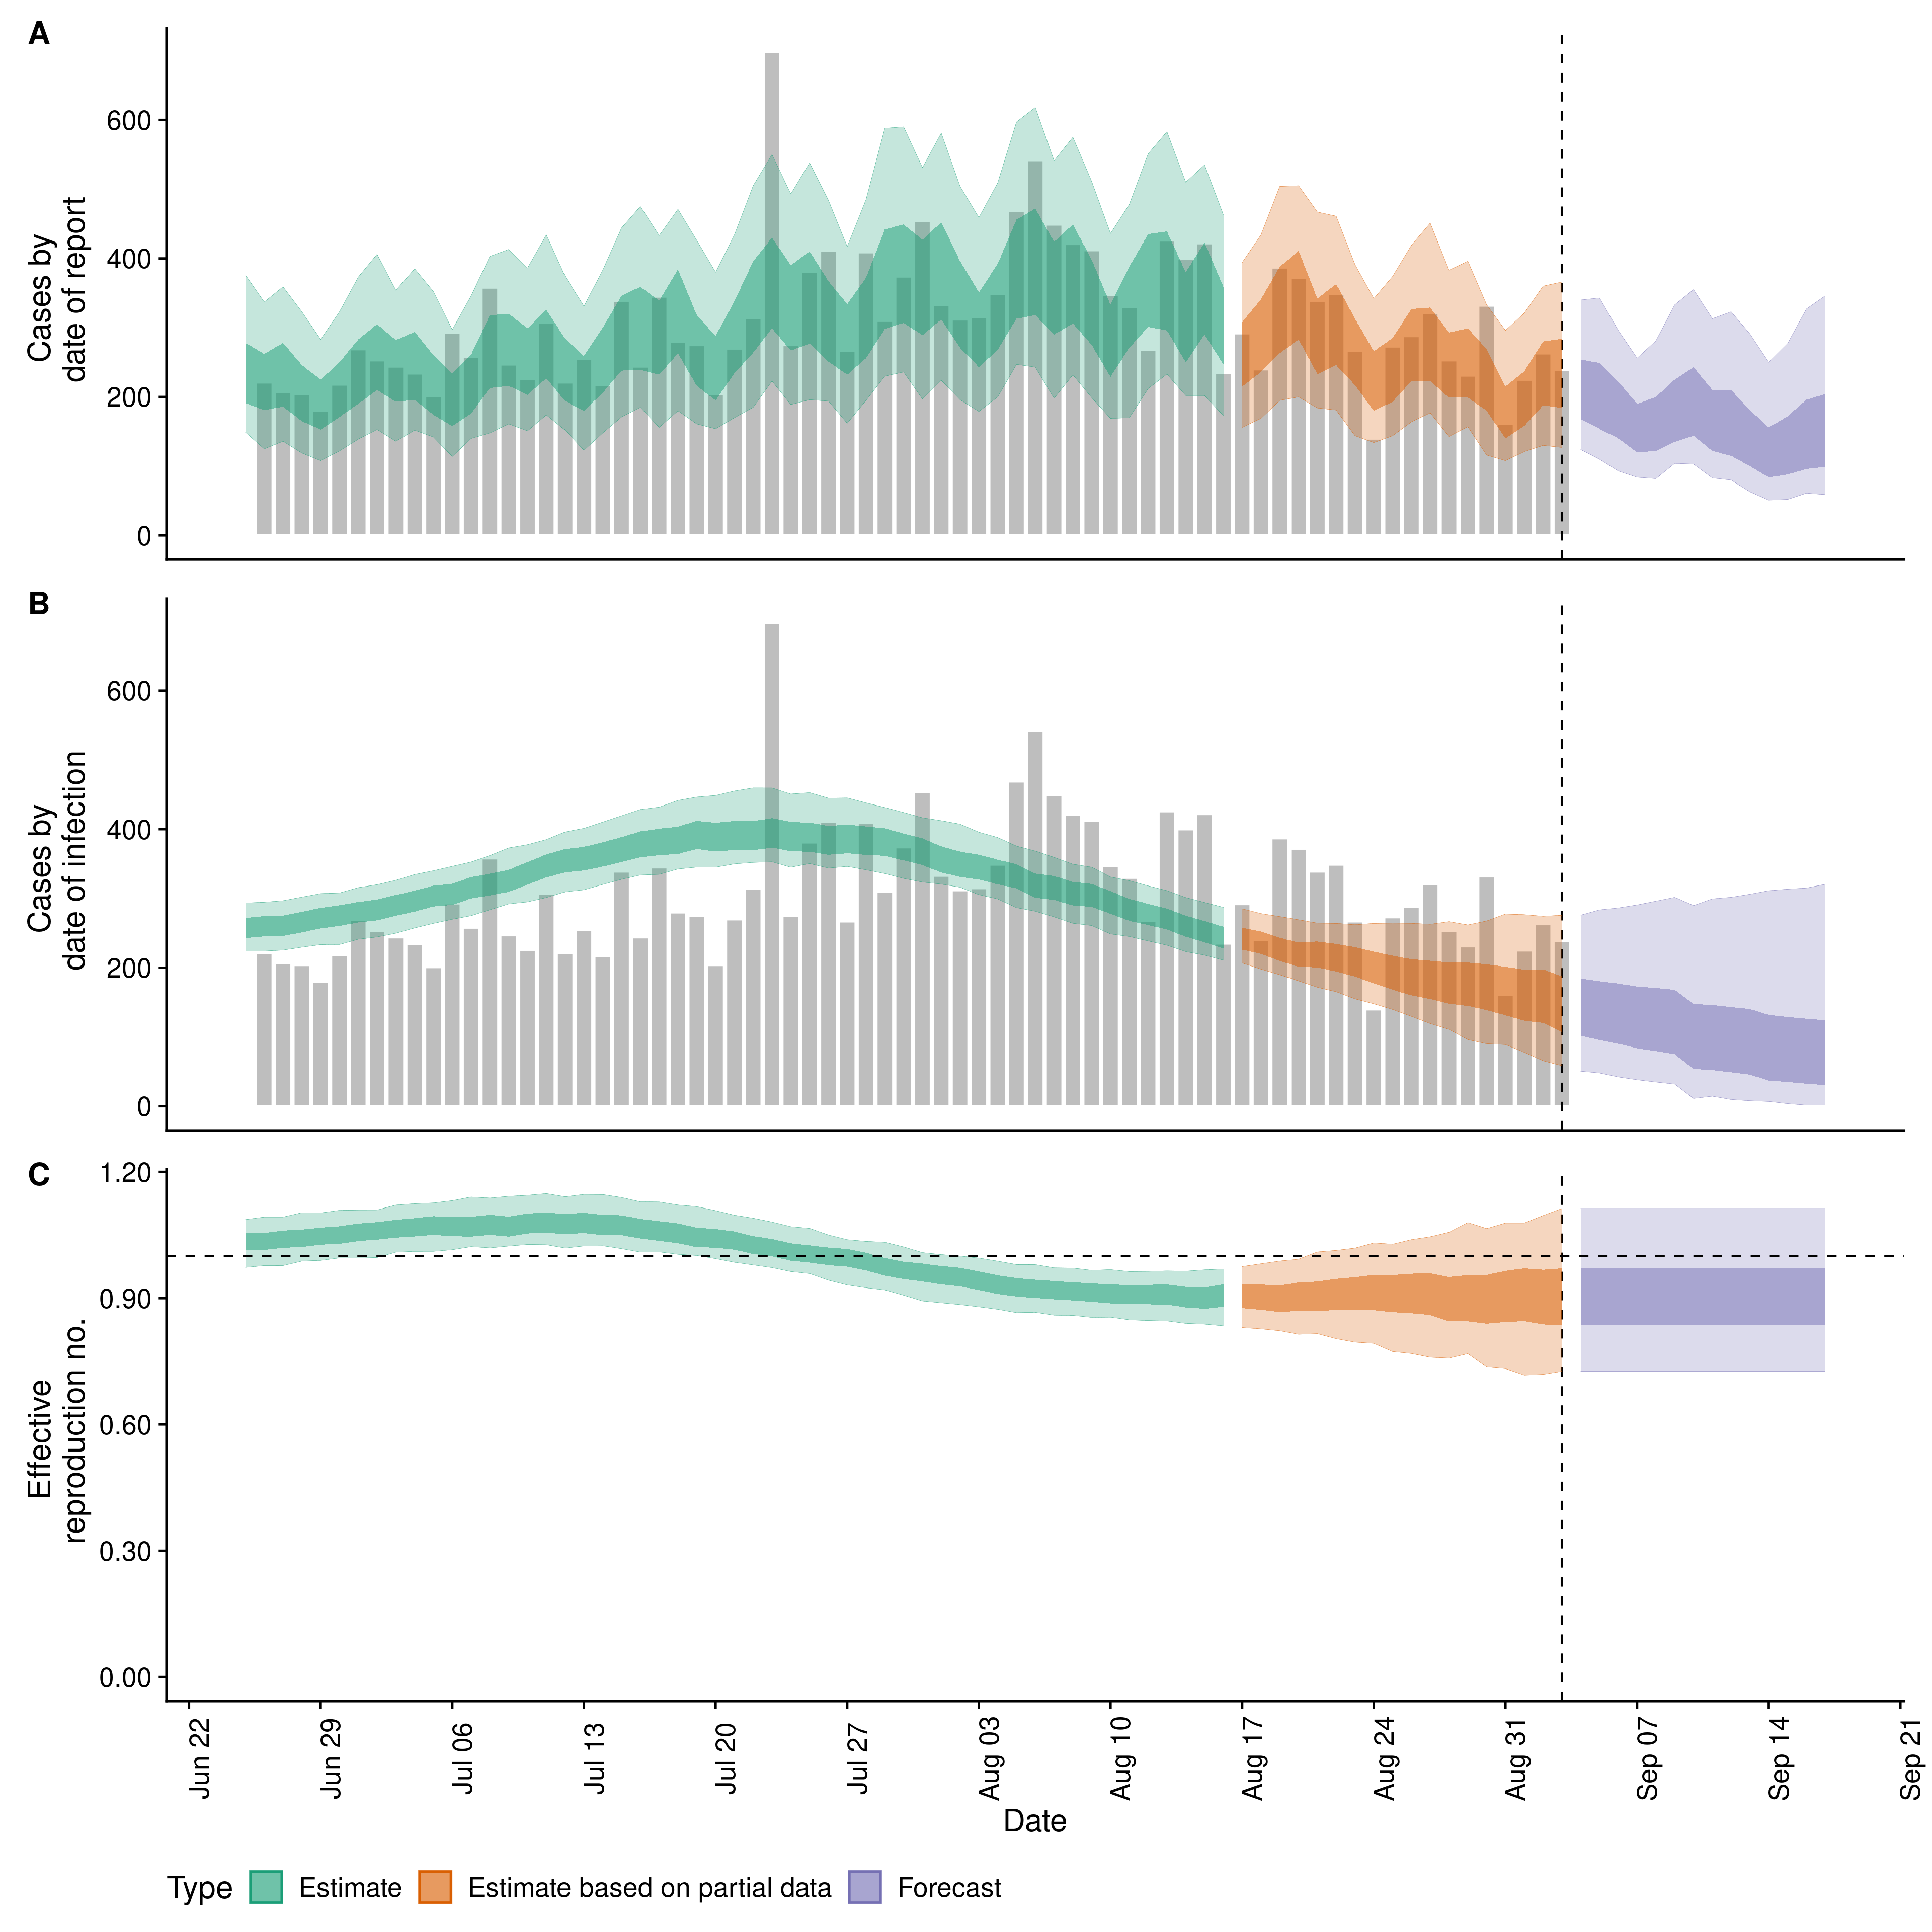 A
Cases by
date of report
600
400
200
0
B
Cases by
date of infection
600
400
200
0
C
Effective
reproduction no.
1.20
0.90
0.60
0.30
0.00
Jun 22
Jun 29
Jul 06
Jul 13
Jul 20
Jul 27
Aug 03
Aug 10
Aug 17
Aug 24
Aug 31
Sep 07
Sep 14
Sep 21
Date
Type Estimate Estimate based on partial data Forecast